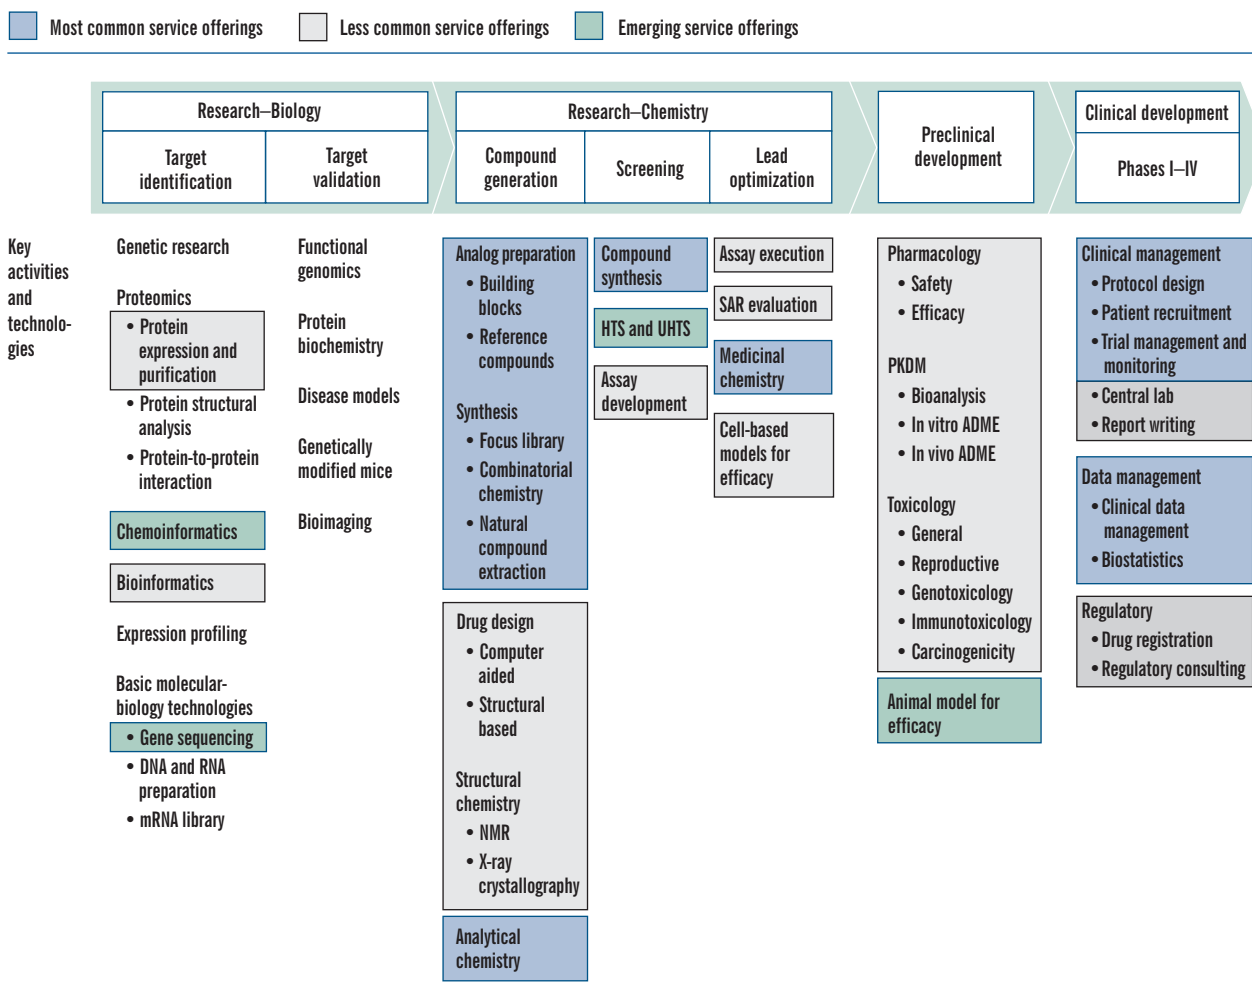 Most common service offerings
Less common service offerings
Emerging service offerings
Research–Biology
Target
identification
Target
validation
Research–Chemistry
Compound
generation
Screening
Lead
optimization
Preclinical
development
Clinical development
Phases I–IV
Key
activities
and
technolo-
gies
Genetic research
Proteomics
• Protein
expression and
purification
• Protein structural
analysis
• Protein-to-protein
interaction
Chemoinformatics
Bioinformatics
Expression profiling
Basic molecular-
biology technologies
• Gene sequencing
• DNA and RNA
preparation
• mRNA library
Functional
genomics
Protein
biochemistry
Disease models
Genetically
modified mice
Bioimaging
Analog preparation
• Building
blocks
• Reference
compounds
Synthesis
• Focus library
• Combinatorial
chemistry
• Natural
compound
extraction
Drug design
• Computer
aided
• Structural
based
Structural
chemistry
• NMR
• X-ray
crystallography
Analytical
chemistry
Compound
synthesis
HTS and UHTS
Assay
development
Assay execution
SAR evaluation
Medicinal
chemistry
Cell-based
models for
efficacy
Pharmacology
• Safety
• Efficacy
PKDM
• Bioanalysis
• In vitro ADME
• In vivo ADME
Toxicology
• General
• Reproductive
• Genotoxicology
• Immunotoxicology
• Carcinogenicity
Animal model for
efficacy
Clinical management
• Protocol design
• Patient recruitment
• Trial management and
monitoring
• Central lab
• Report writing
Data management
• Clinical data
management
• Biostatistics
Regulatory
• Drug registration
• Regulatory consulting